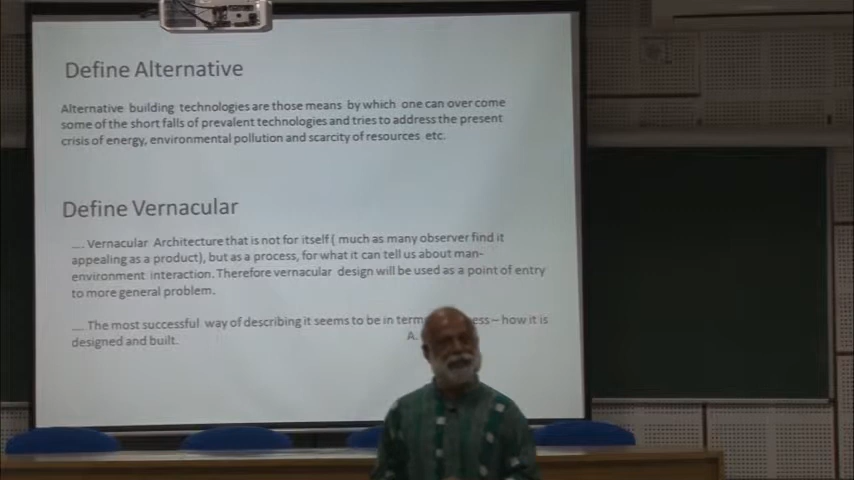 Define Alternative
Alternative building technologies are those means by which one can over come
some of the short falls of prevalent technologies and tries to address the present
crisis of energy, environmental pollution and scarcity of resources etc.
Define Vernacular
.... Vernacular Architecture that is not for itself ( much as many observer find it
appealing as a product), but as a process, for what it can tell us about man-
environment interaction. Therefore vernacular design will be used as a point of entry
to more general problem.
.... The most successful way of describing it seems to be in term ess – how it is
designed and built.
A.